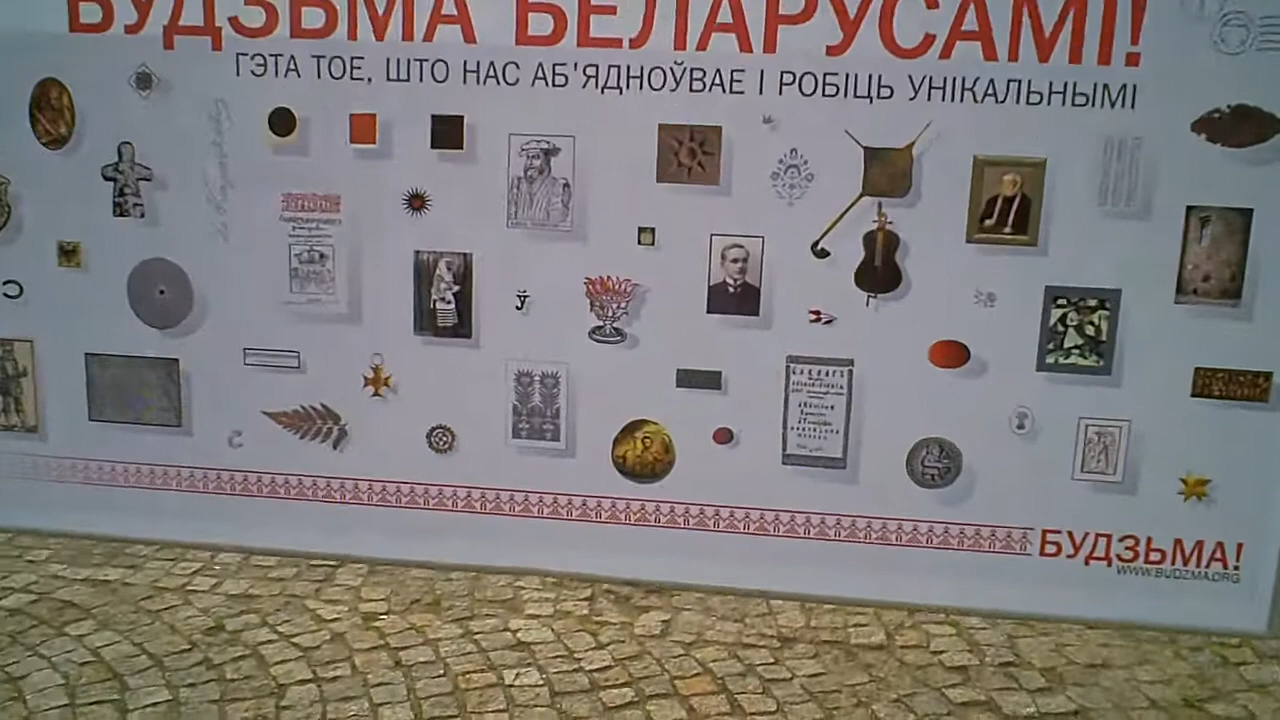 БУДЗЬМА БЕЛАРУСАМІ!
ГЭТА ТОЕ, ШТО НАС АБ'ЯДНОЎВАЕ І РОБІЦЬ УНІКАЛЬНЫМІ
ў
БУДЗЬМА!
WWW.BUDZMA.ORG